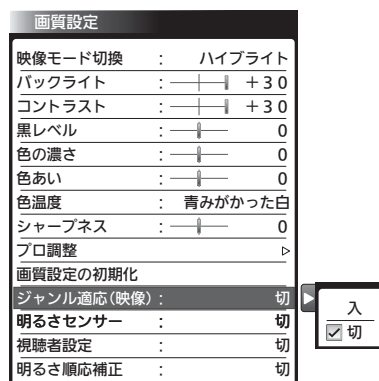 画質設定
映像モード切換 : ハイブライト
バックライト : +30
コントラスト : +30
黒レベル : 0
色の濃さ : 0
色あい : 0
色温度 : 青みがかった白
シャープネス : 0
プロ調整
画質設定の初期化
ジャンル適応(映像) : 切
明るさセンサー : 切
視聴者設定 : 切
明るさ順応補正 : 切
入
切